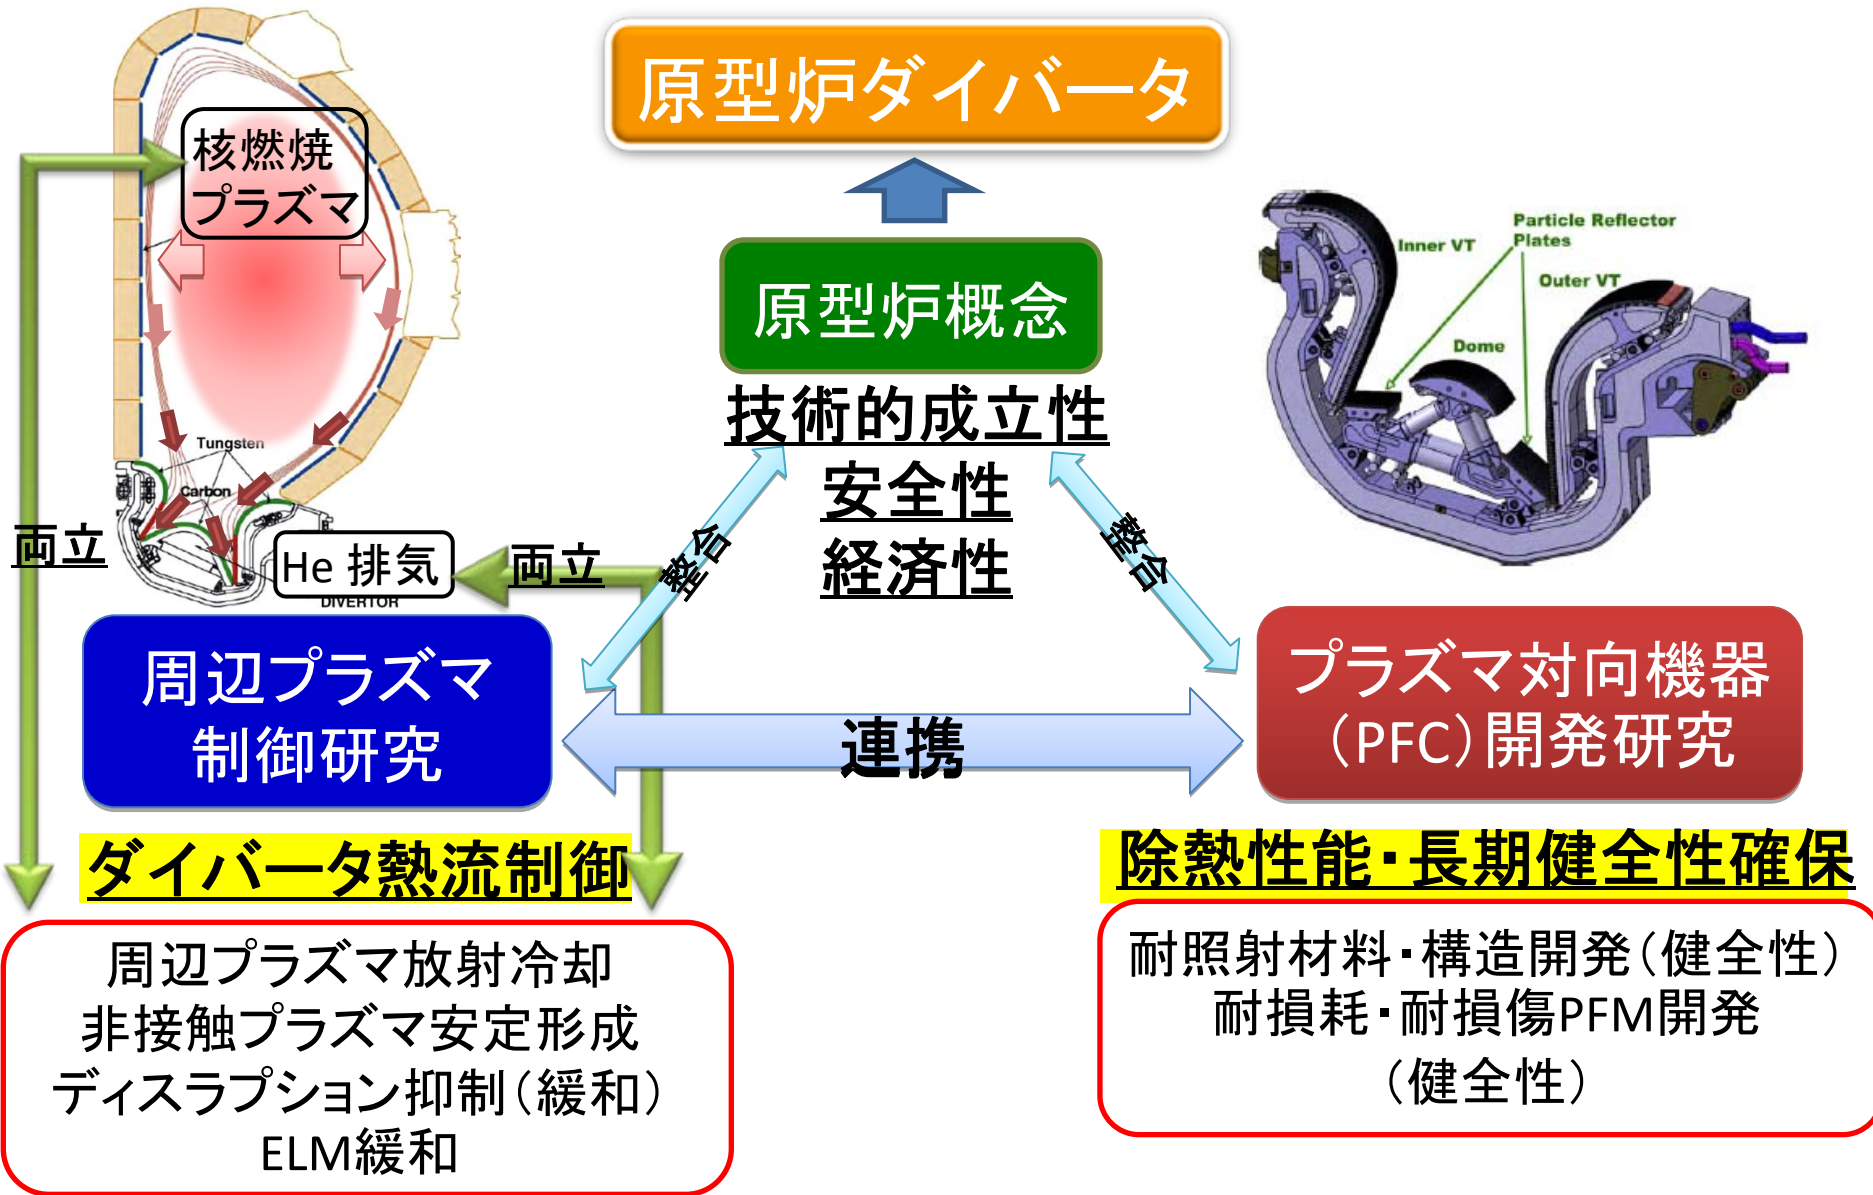 原型炉ダイバータ
核燃焼
プラズマ
Tungsten
Carbon
両立
He 排気
DIVERTOR
両立
原型炉概念
技術的成立性
安全性
経済性
整合
整合
Inner VT
Particle Reflector
Plates
Outer VT
Dome
周辺プラズマ
制御研究
連携
プラズマ対向機器
（PFC）開発研究
ダイバータ熱流制御
周辺プラズマ放射冷却
非接触プラズマ安定形成
ディスラプション抑制（緩和）
ELM緩和
除熱性能・長期健全性確保
耐照射材料・構造開発（健全性）
耐損耗・耐損傷PFM開発
（健全性）